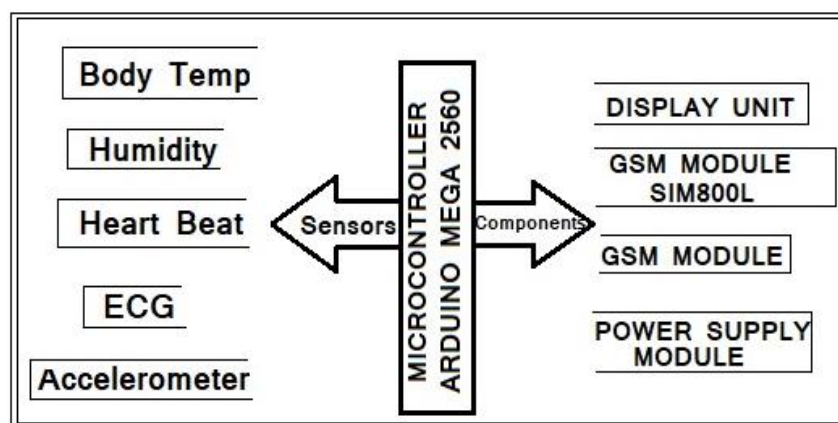 Body Temp
Humidity
Heart Beat
ECG
Accelerometer
Sensors
MICROCONTROLLER
ARDUINO MEGA 2560
Components
DISPLAY UNIT
GSM MODULE
SIM800L
GSM MODULE
POWER SUPPLY
MODULE